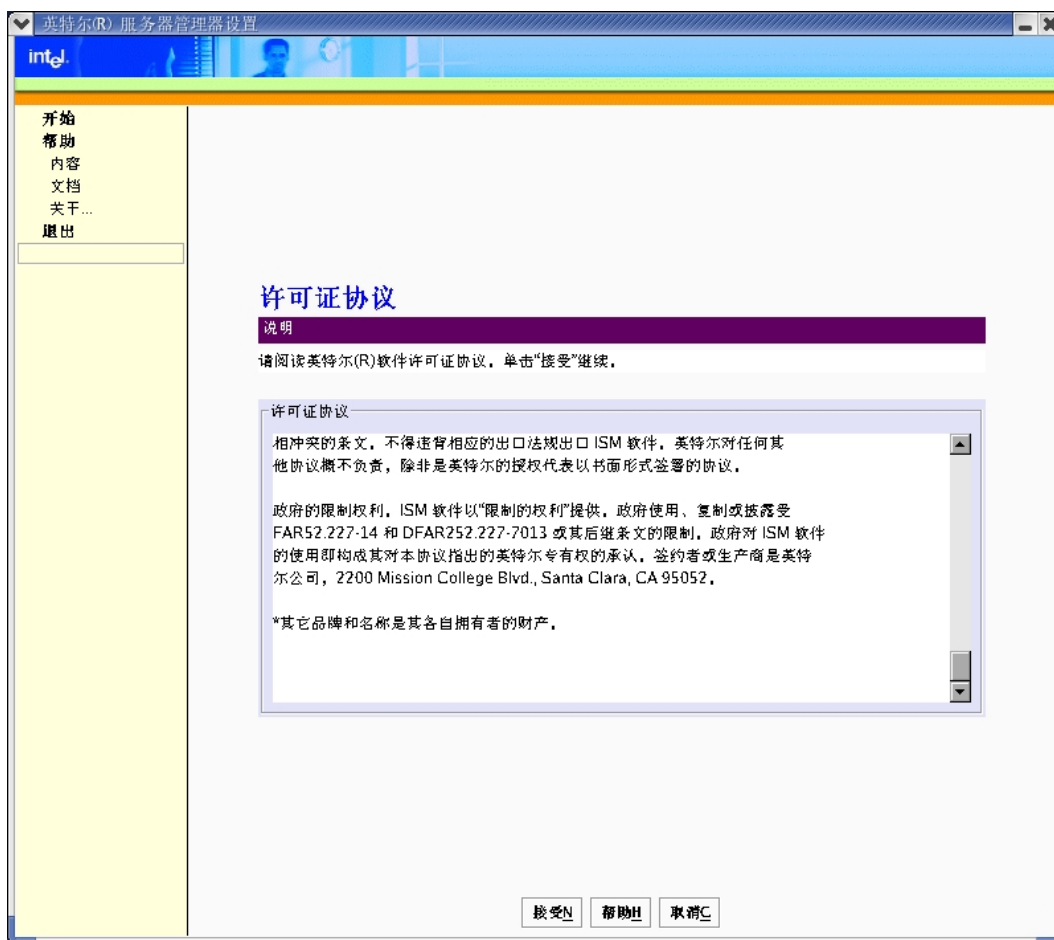 英特尔(R) 服务器管理器设置
intel.
开始
帮助
内容
文档
关于...
退出
许可证协议
说明
请阅读英特尔(R)软件许可证协议。单击“接受”继续。
许可证协议
相冲突的条文。不得违背相应的出口法规出口 ISM 软件。英特尔对任何其
他协议概不负责，除非是英特尔的授权代表以书面形式签署的协议。
政府的限制权利。ISM 软件以“限制的权利”提供。政府使用、复制或披露受
FAR52.227-14 和 DFAR252.227-7013 或其后继条文的限制。政府对 ISM 软件
的使用即构成其对本协议指出的英特尔专有权的承认。签约者或生产商是英特
尔公司，2200 Mission College Blvd., Santa Clara, CA 95052。
*其它品牌和名称是其各自拥有者的财产。
接受N 帮助H 取消C